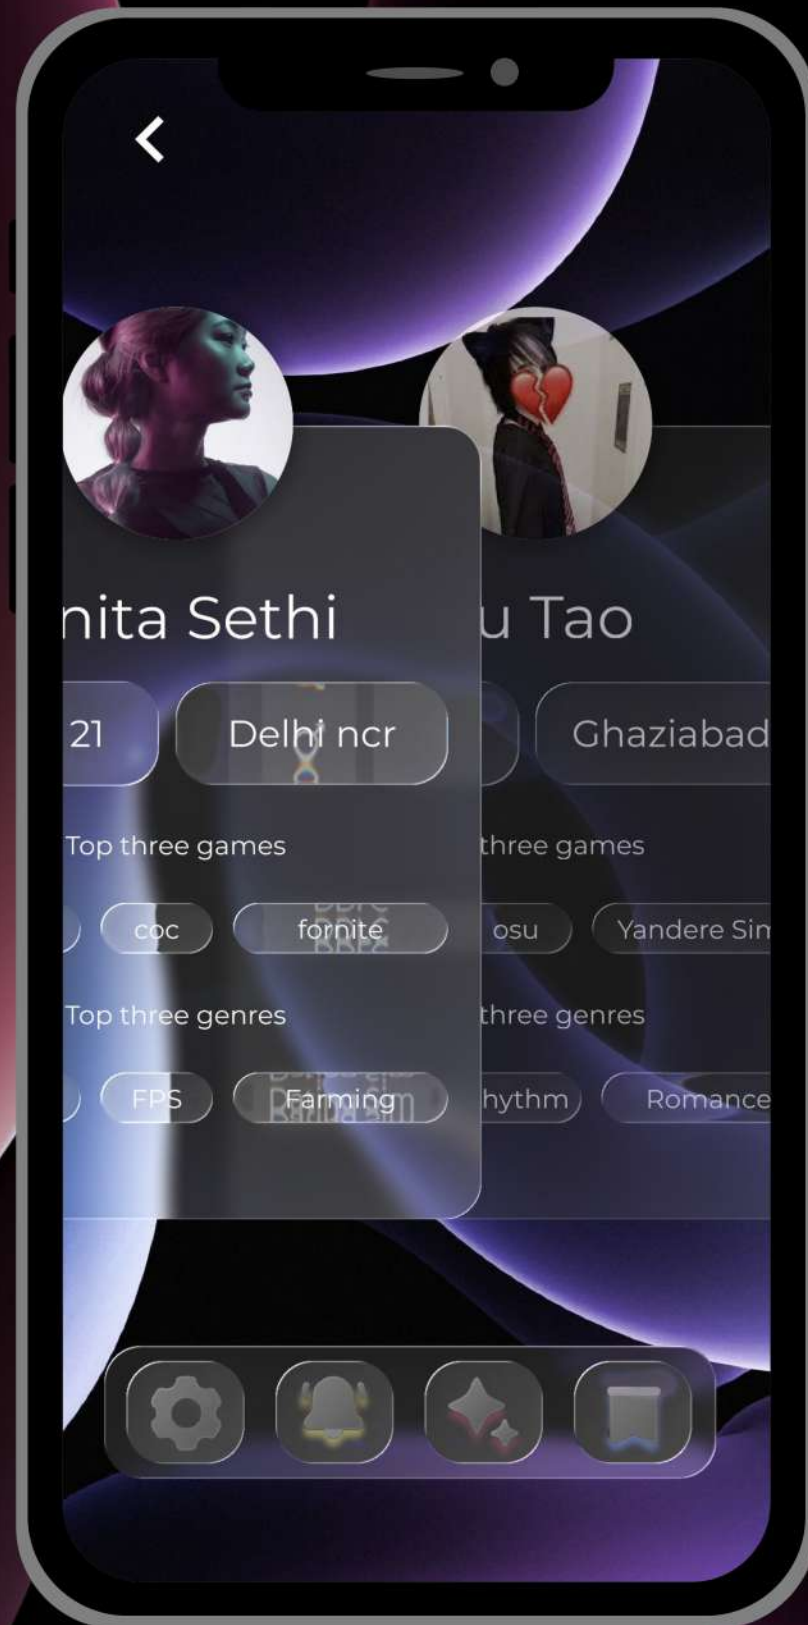 nita Sethi
u Tao
21
Delhi ncr
Ghaziabad
Top three games
three games
coc
fornite
osu
Yandere Sim
Top three genres
three genres
FPS
Farming
hythm
Romance